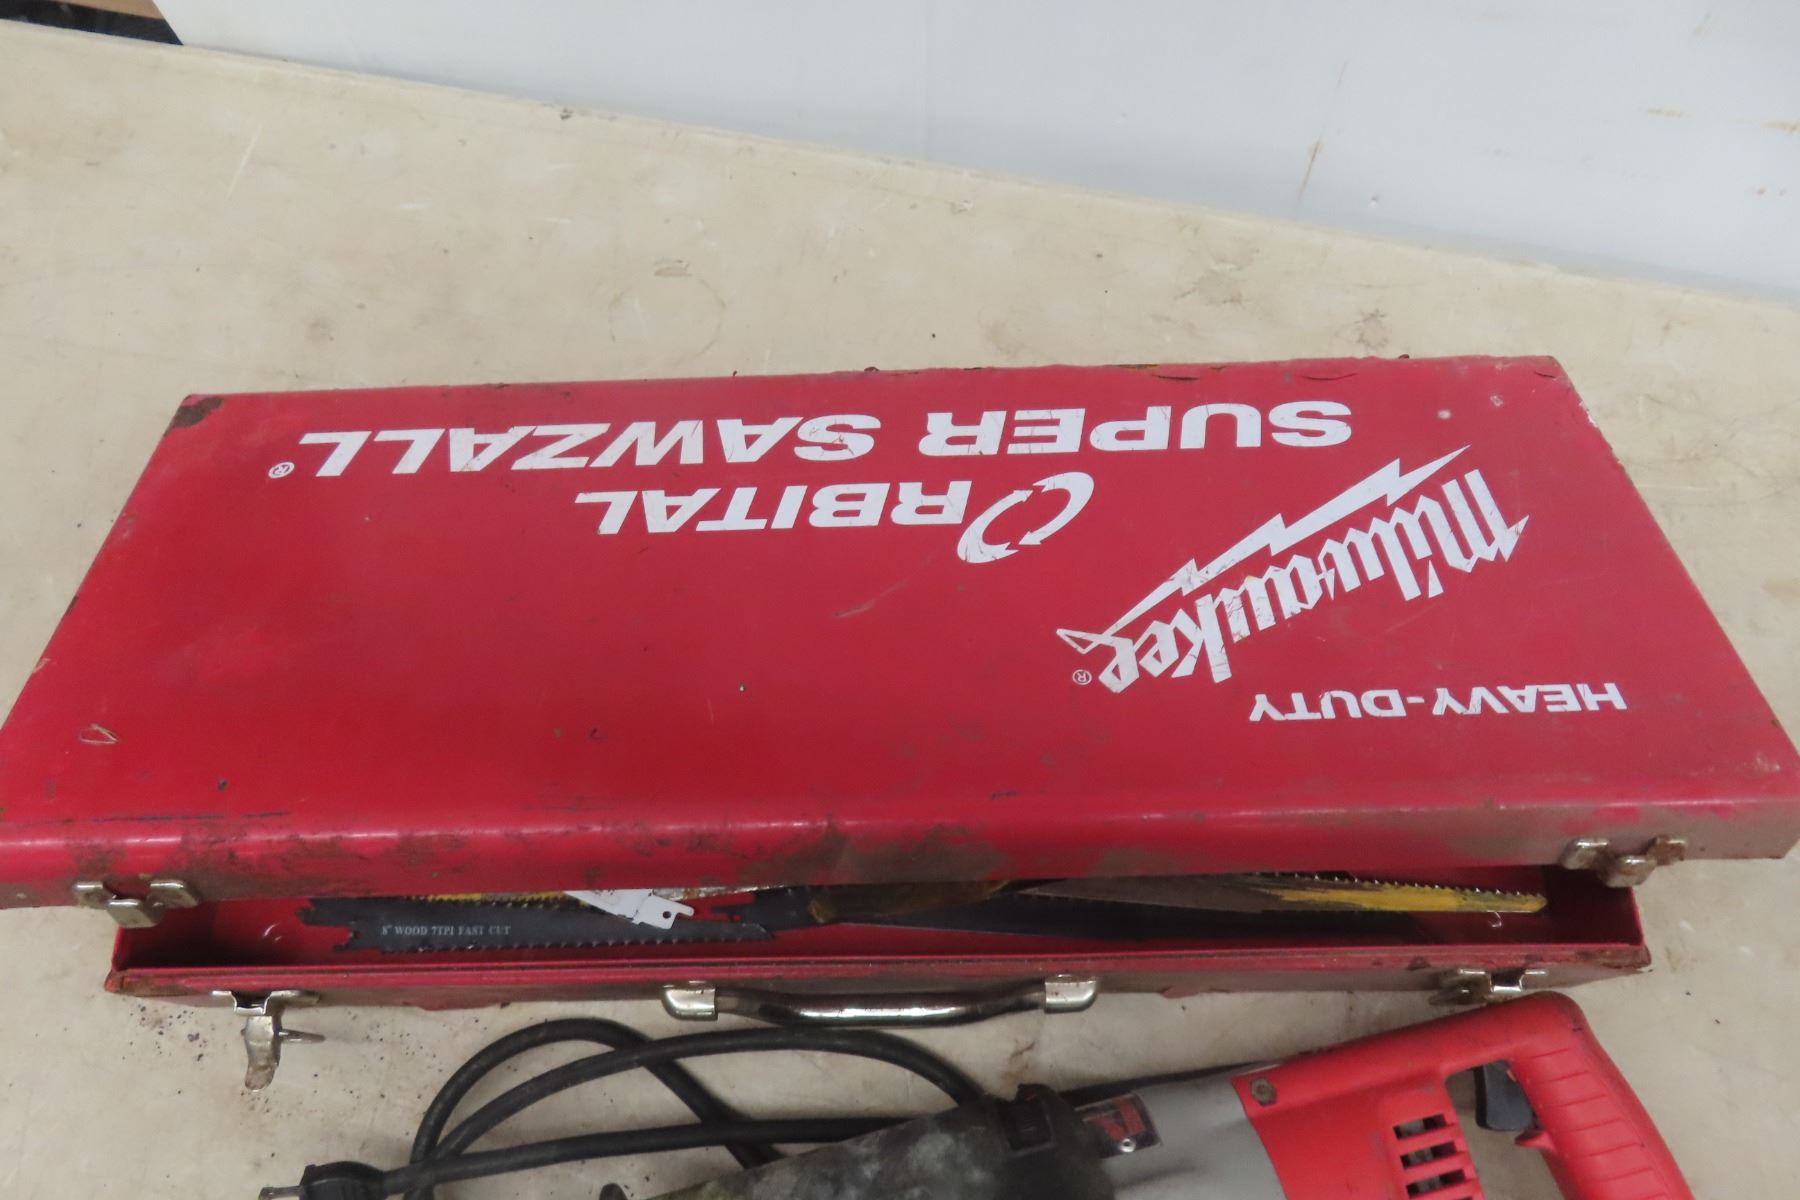 HEAVY-DUTY
Milwaukee®
ORBITAL
SUPER SAWZALL®
8" WOOD 7TPI FAST CUT